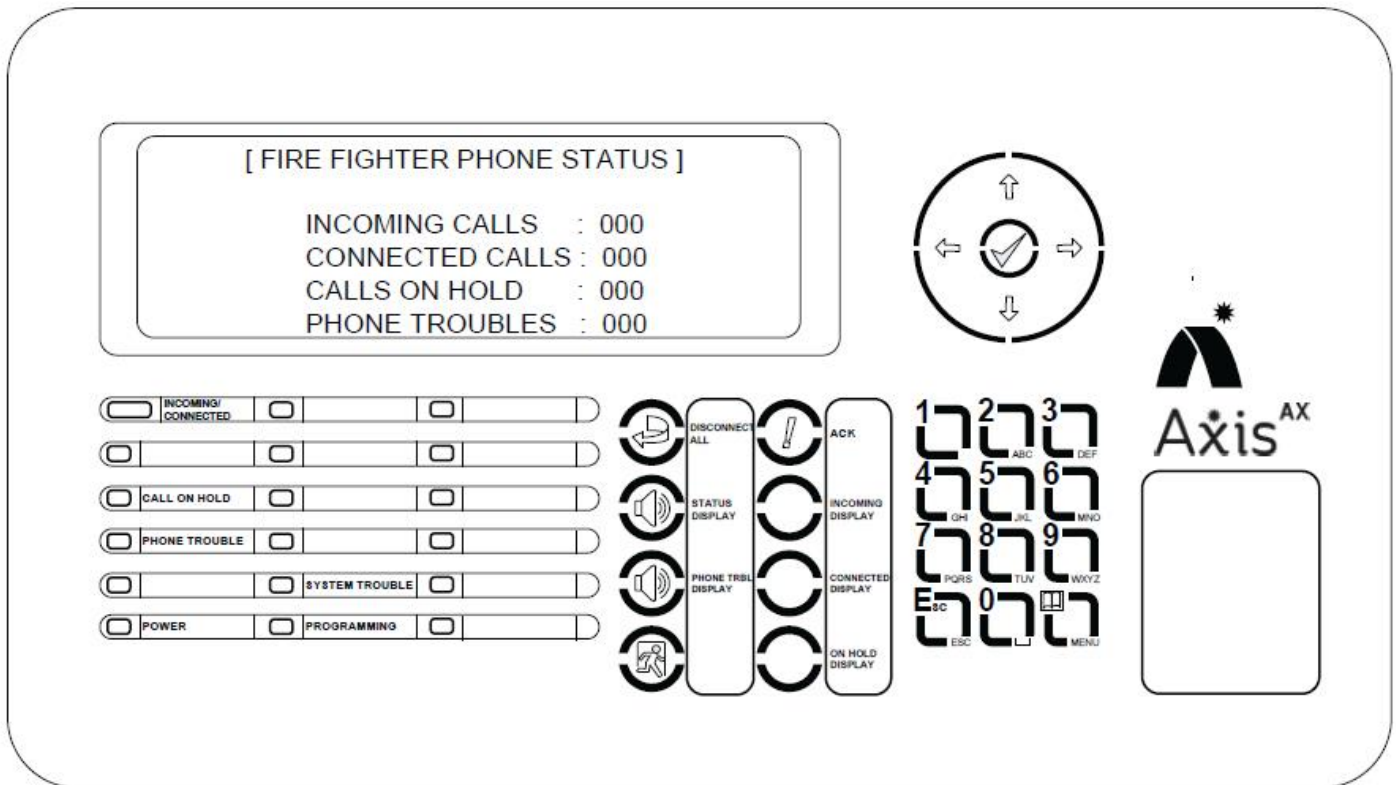 [ FIRE FIGHTER PHONE STATUS ]
INCOMING CALLS : 000
CONNECTED CALLS : 000
CALLS ON HOLD : 000
PHONE TROUBLES : 000
INCOMING/
CONNECTED
CALL ON HOLD
PHONE TROUBLE
SYSTEM TROUBLE
POWER
PROGRAMMING
DISCONNECT
ALL
STATUS
DISPLAY
PHONE TRBL
DISPLAY
ACK
INCOMING
DISPLAY
CONNECTED
DISPLAY
ON HOLD
DISPLAY
1 2 3
ABC DEF
4 5 6
GHI JKL MNO
7 8 9
PQRS TUV WXYZ
Esc 0
ESC MENU
Axis AX